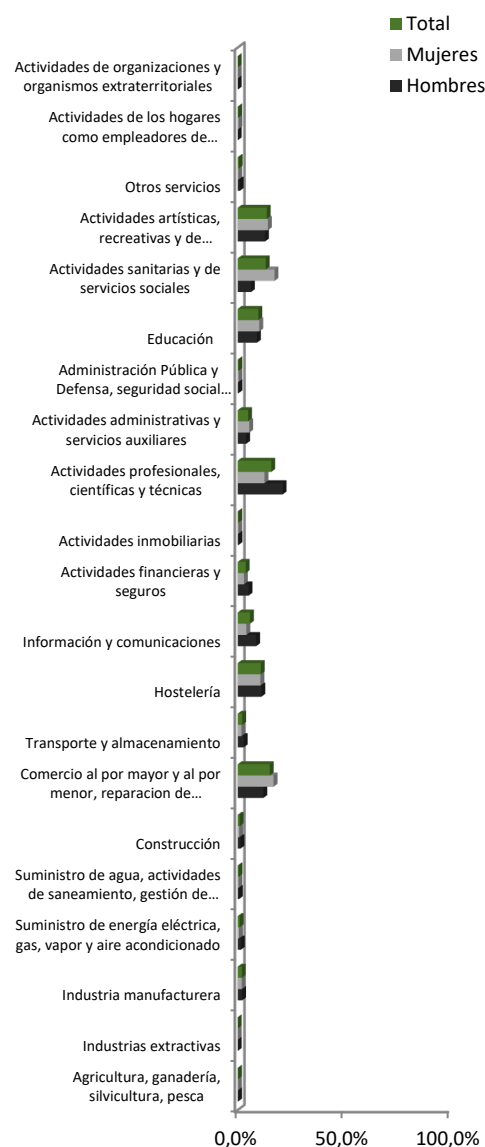 Total
Mujeres
Hombres
Actividades de organizaciones y
organismos extraterritoriales
Actividades de los hogares
como empleadores de…
Otros servicios
Actividades artísticas,
recreativas y de…
Actividades sanitarias y de
servicios sociales
Educación
Administración Pública y
Defensa, seguridad social…
Actividades administrativas y
servicios auxiliares
Actividades profesionales,
científicas y técnicas
Actividades inmobiliarias
Actividades financieras y
seguros
Información y comunicaciones
Hostelería
Transporte y almacenamiento
Comercio al por mayor y al por
menor, reparacion de…
Construcción
Suministro de agua, actividades
de saneamiento, gestión de…
Suministro de energía eléctrica,
gas, vapor y aire acondicionado
Industria manufacturera
Industrias extractivas
Agricultura, ganadería,
silvicultura, pesca
0,0% 50,0% 100,0%